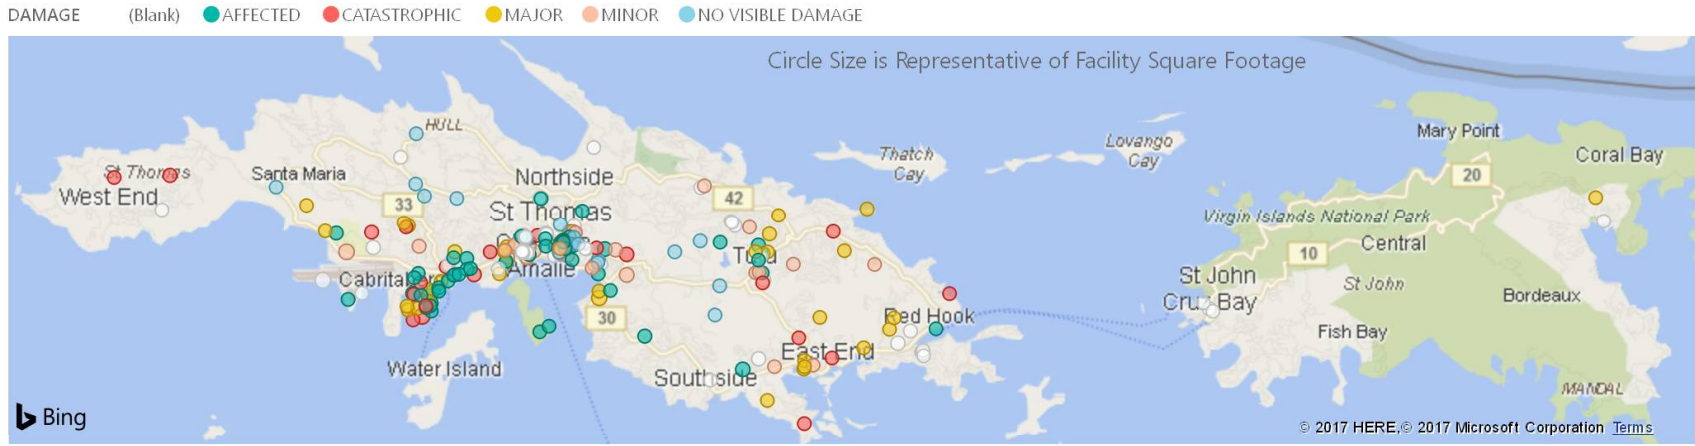 DAMAGE (Blank) AFFECTED CATASTROPHIC MAJOR MINOR NO VISIBLE DAMAGE
Circle Size is Representative of Facility Square Footage
HULL
Mary Point
Lovango
Cay
Thatch
Cay
Coral Bay
St Thomas
Santa Maria
Northside
20
West End
33
42
St Thomas
Virgin Islands National Park
Central
10
Amalie
St John
St John
Cruz Bay
Bordeaux
30
Red Hook
Fish Bay
East End
Water Island
Southside
MANDAL
Bing
© 2017 HERE, © 2017 Microsoft Corporation Terms